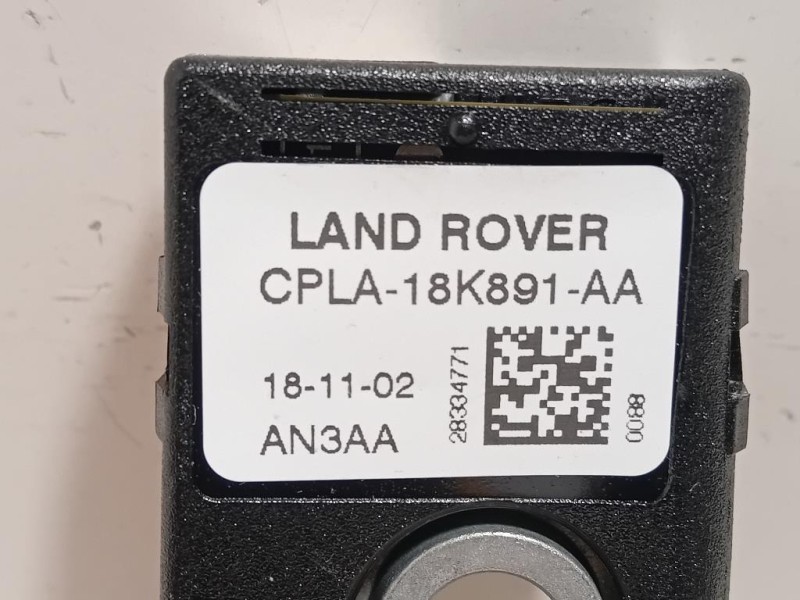 LAND ROVER
CPLA-18K891-AA
18-11-02
AN3AA
28334771
0088